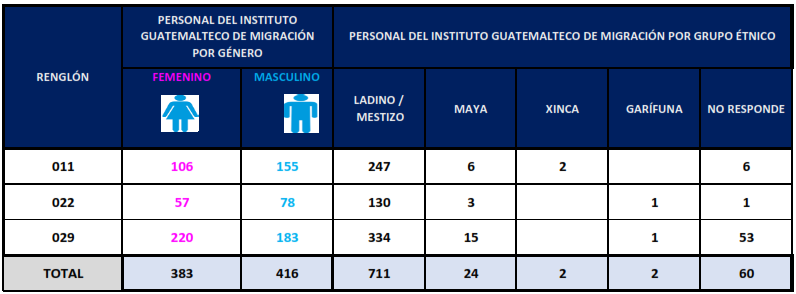 PERSONAL DEL INSTITUTO
GUATEMALTECO DE MIGRACIÓN
POR GÉNERO
PERSONAL DEL INSTITUTO GUATEMALTECO DE MIGRACIÓN POR GRUPO ÉTNICO
RENGLÓN
FEMENINO MASCULINO
LADINO /
MESTIZO
MAYA XINCA GARÍFUNA NO RESPONDE
011 106 155 247 6 2 6
022 57 78 130 3 1 1
029 220 183 334 15 1 53
TOTAL 383 416 711 24 2 2 60